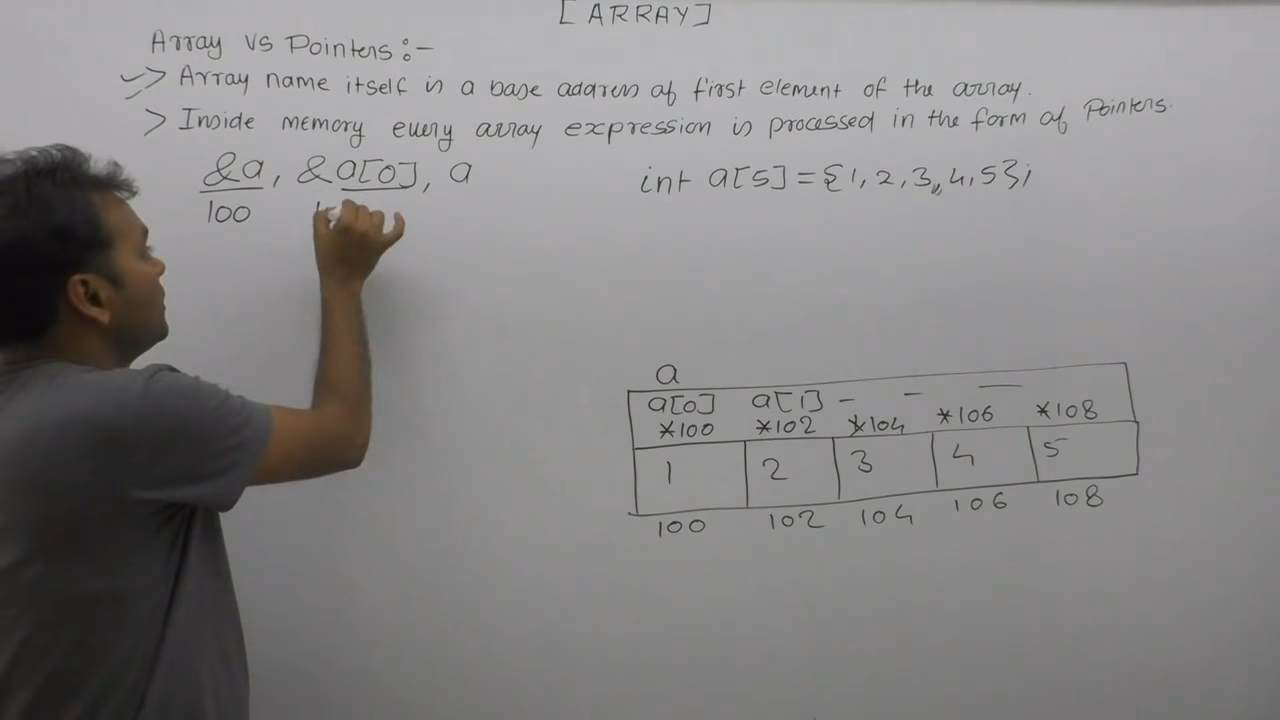 [ARRAY]
Array VS Pointers:-
> Array name itself is a base address of first element of the array.
> Inside memory every array expression is processed in the form of Pointers.
&a, &a[0], a
int a[5]={1,2,3,4,5};
100 1
a
a[0] a[1] - - —
*100 *102 *104 *106 *108
1 2 3 4 5
100 102 104 106 108